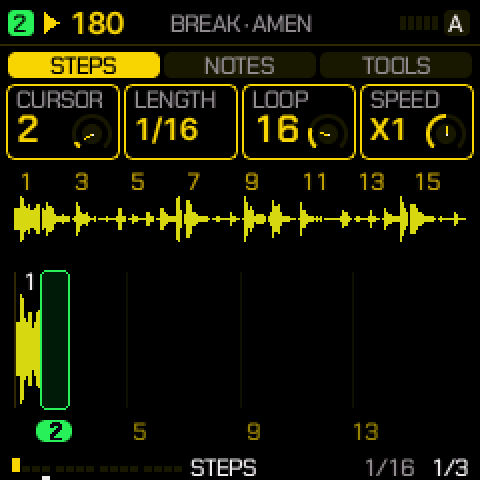 2 180 BREAK·AMEN A
STEPS NOTES TOOLS
CURSOR LENGTH LOOP SPEED
2 1/16 16 X1
1 3 5 7 9 11 13 15
1
2 5 9 13
STEPS 1/16 1/3